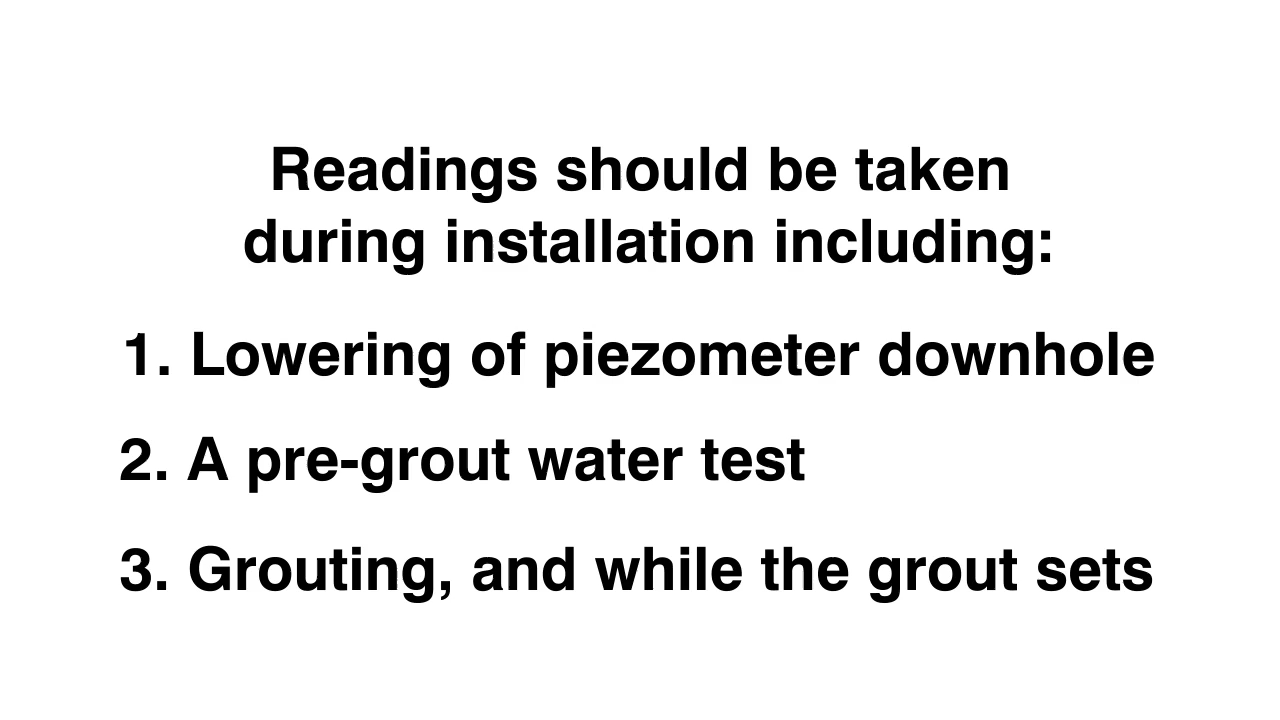 Readings should be taken
during installation including:
1. Lowering of piezometer downhole
2. A pre-grout water test
3. Grouting, and while the grout sets